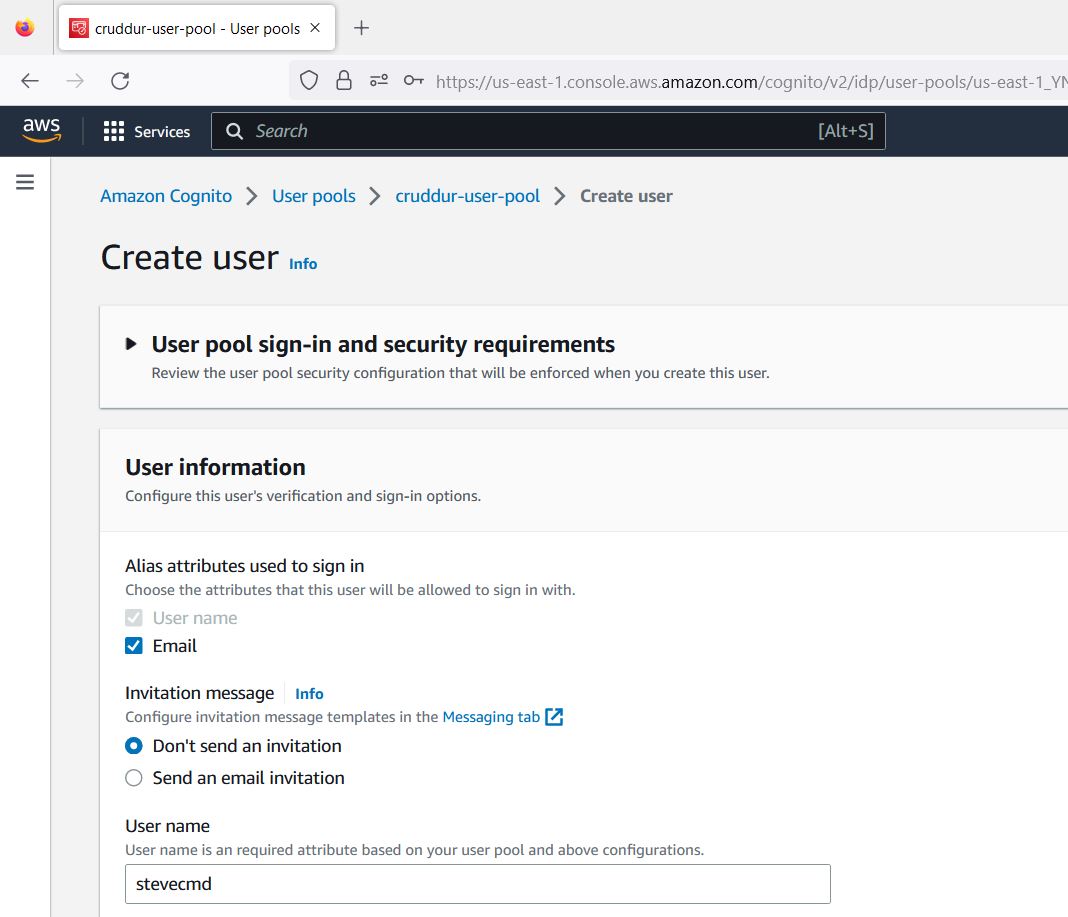 cruddur-user-pool - User pools
https://us-east-1.console.aws.amazon.com/cognito/v2/idp/user-pools/us-east-1_YN
aws Services Search [Alt+S]
Amazon Cognito User pools cruddur-user-pool Create user
Create user Info
User pool sign-in and security requirements
Review the user pool security configuration that will be enforced when you create this user.
User information
Configure this user's verification and sign-in options.
Alias attributes used to sign in
Choose the attributes that this user will be allowed to sign in with.
User name
Email
Invitation message Info
Configure invitation message templates in the Messaging tab
Don't send an invitation
Send an email invitation
User name
User name is an required attribute based on your user pool and above configurations.
stevecmd